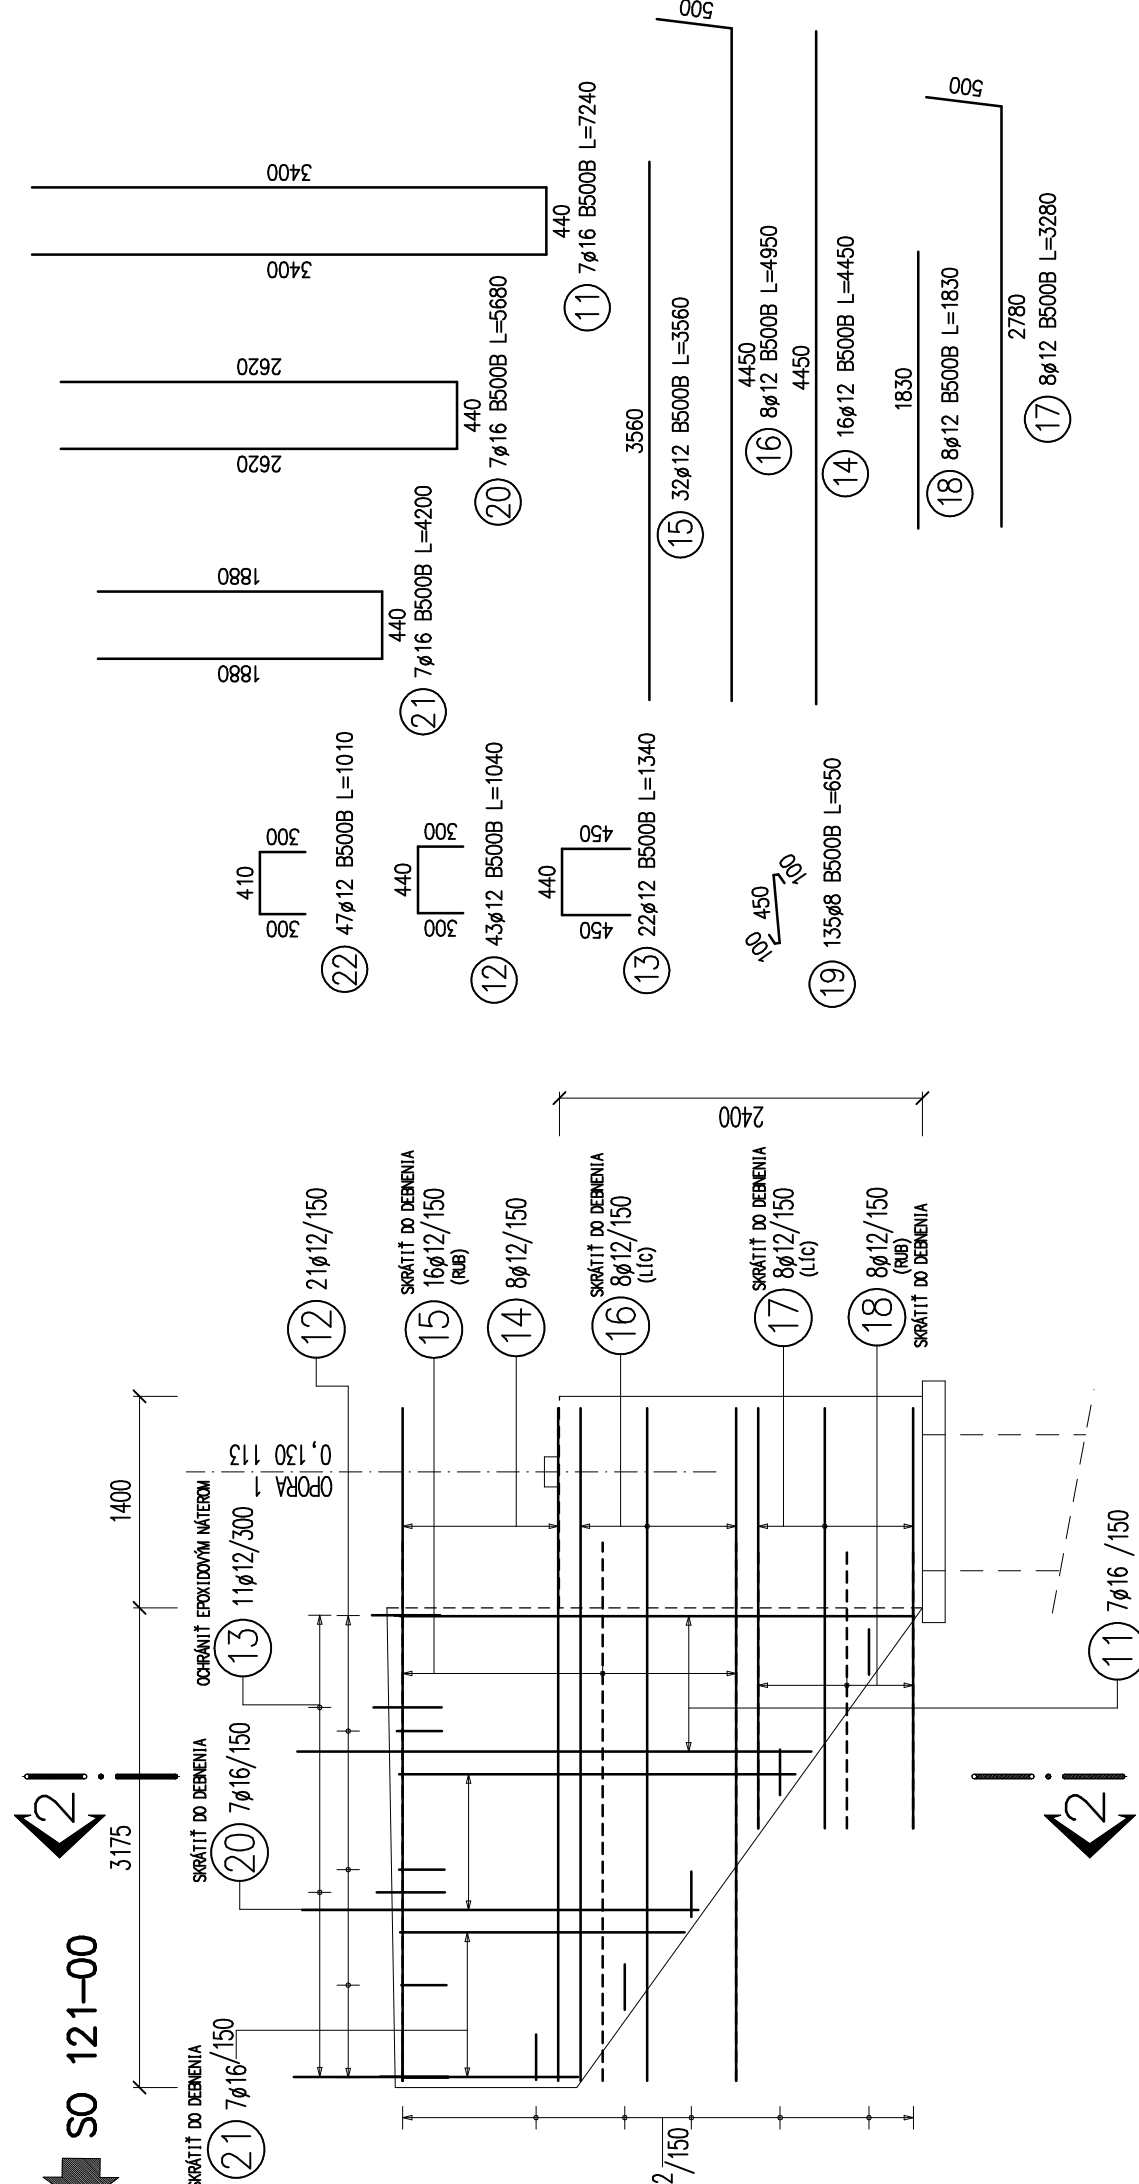 3400
3400
440
11 7ø16 B500B L=7240
2620
2620
440
20 7ø16 B500B L=5680
1880
1880
440
21 7ø16 B500B L=4200
410
300
300
22 47ø12 B500B L=1010
440
300
300
12 43ø12 B500B L=1040
440
450
450
13 22ø12 B500B L=1340
100
450
100
19 135ø8 B500B L=650
3560
15 32ø12 B500B L=3560
500
4450
16 8ø12 B500B L=4950
4450
14 16ø12 B500B L=4450
1830
18 8ø12 B500B L=1830
500
2780
17 8ø12 B500B L=3280
SO 121-00
2
2
3175
1400
2400
SKRÁTIŤ DO DEBNENIA
21 7ø16/150
SKRÁTIŤ DO DEBNENIA
20 7ø16/150
OCHRÁNIŤ EPOXIDOVÝM NÁTEROM
13 11ø12/300
OPORA 1
0,130 113
12 21ø12/150
SKRÁTIŤ DO DEBNENIA
15 16ø12/150
(RUB)
14 8ø12/150
SKRÁTIŤ DO DEBNENIA
16 8ø12/150
(LÍC)
SKRÁTIŤ DO DEBNENIA
17 8ø12/150
(LÍC)
18 8ø12/150
(RUB)
SKRÁTIŤ DO DEBNENIA
11 7ø16 /150
2/150